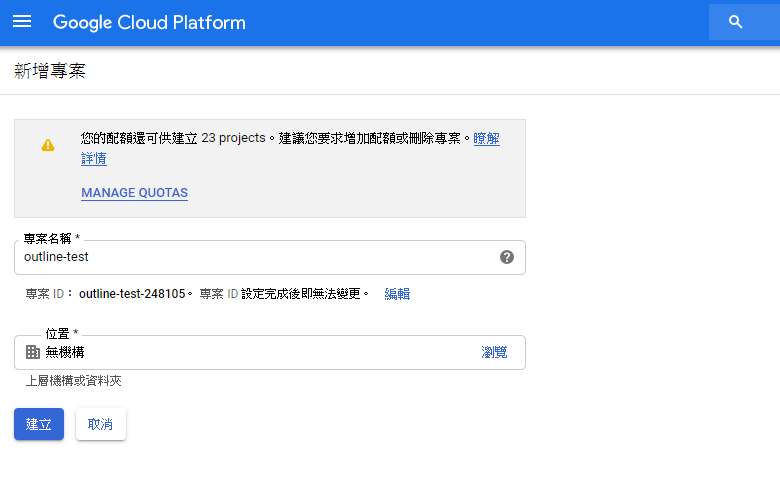 Google Cloud Platform
新增專案
您的配額還可供建立 23 projects。建議您要求增加配額或刪除專案。瞭解
詳情
MANAGE QUOTAS
專案名稱 *
outline-test
專案 ID： outline-test-248105。 專案 ID 設定完成後即無法變更。 編輯
位置 *
無機構 瀏覽
上層機構或資料夾
建立 取消